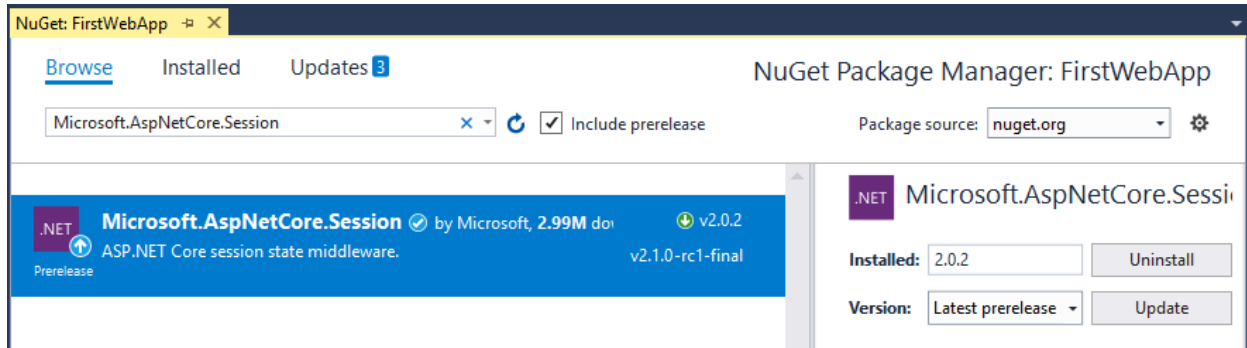 NuGet: FirstWebApp
Browse Installed Updates 3
NuGet Package Manager: FirstWebApp
Microsoft.AspNetCore.Session
Include prerelease
Package source: nuget.org
.NET
Prerelease
Microsoft.AspNetCore.Session by Microsoft, 2.99M dov v2.0.2
ASP.NET Core session state middleware. v2.1.0-rc1-final
.NET Microsoft.AspNetCore.Sessi
Installed: 2.0.2 Uninstall
Version: Latest prerelease Update